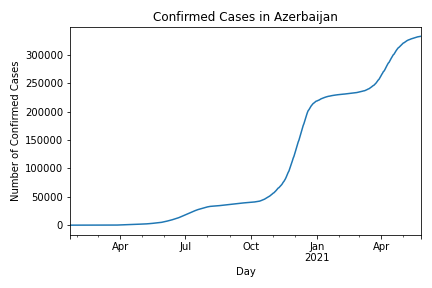 Confirmed Cases in Azerbaijan
Number of Confirmed Cases
300000
250000
200000
150000
100000
50000
0
Apr
Jul
Oct
Jan
2021
Apr
Day